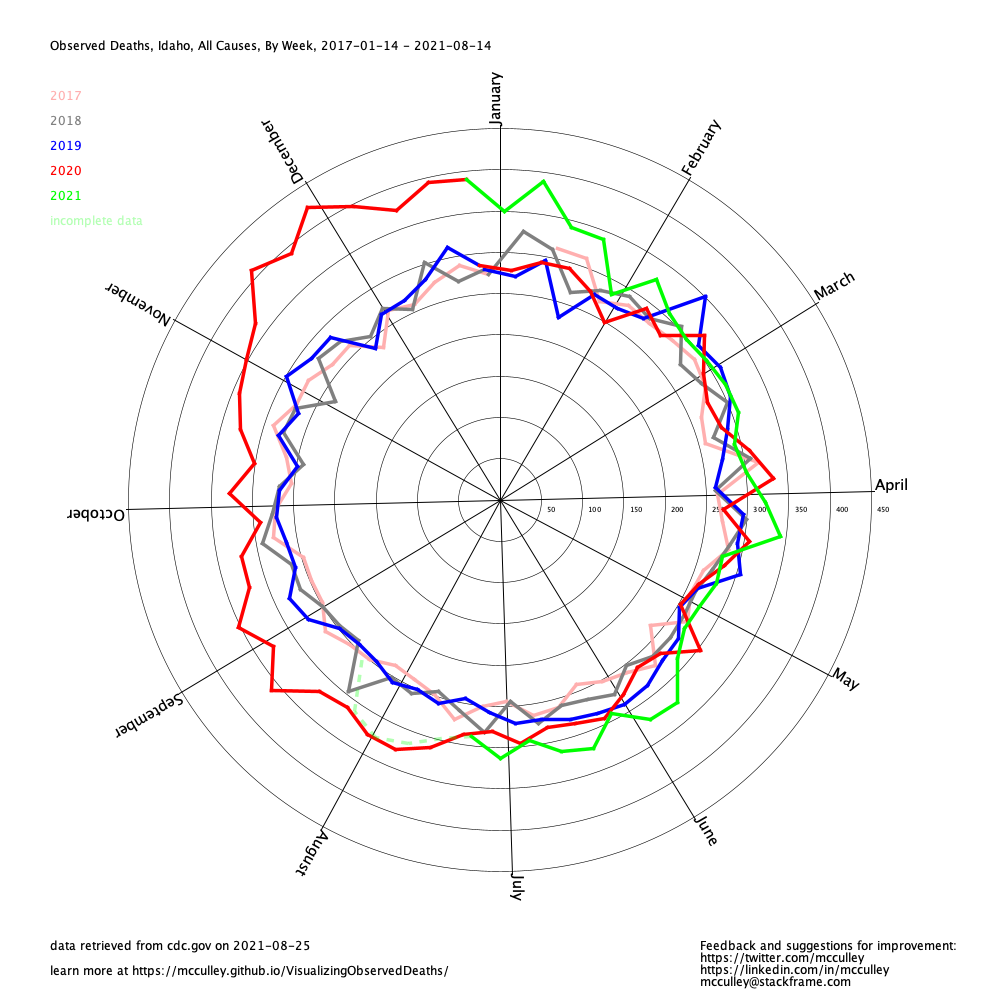 Observed Deaths, Idaho, All Causes, By Week, 2017-01-14 - 2021-08-14
2017
2018
2019
2020
2021
incomplete data
January
February
March
April
May
June
July
August
September
October
November
December
50
100
150
200
250
300
350
400
450
data retrieved from cdc.gov on 2021-08-25
learn more at https://mcculley.github.io/VisualizingObservedDeaths/
Feedback and suggestions for improvement:
https://twitter.com/mcculley
https://linkedin.com/in/mcculley
mcculley@stackframe.com